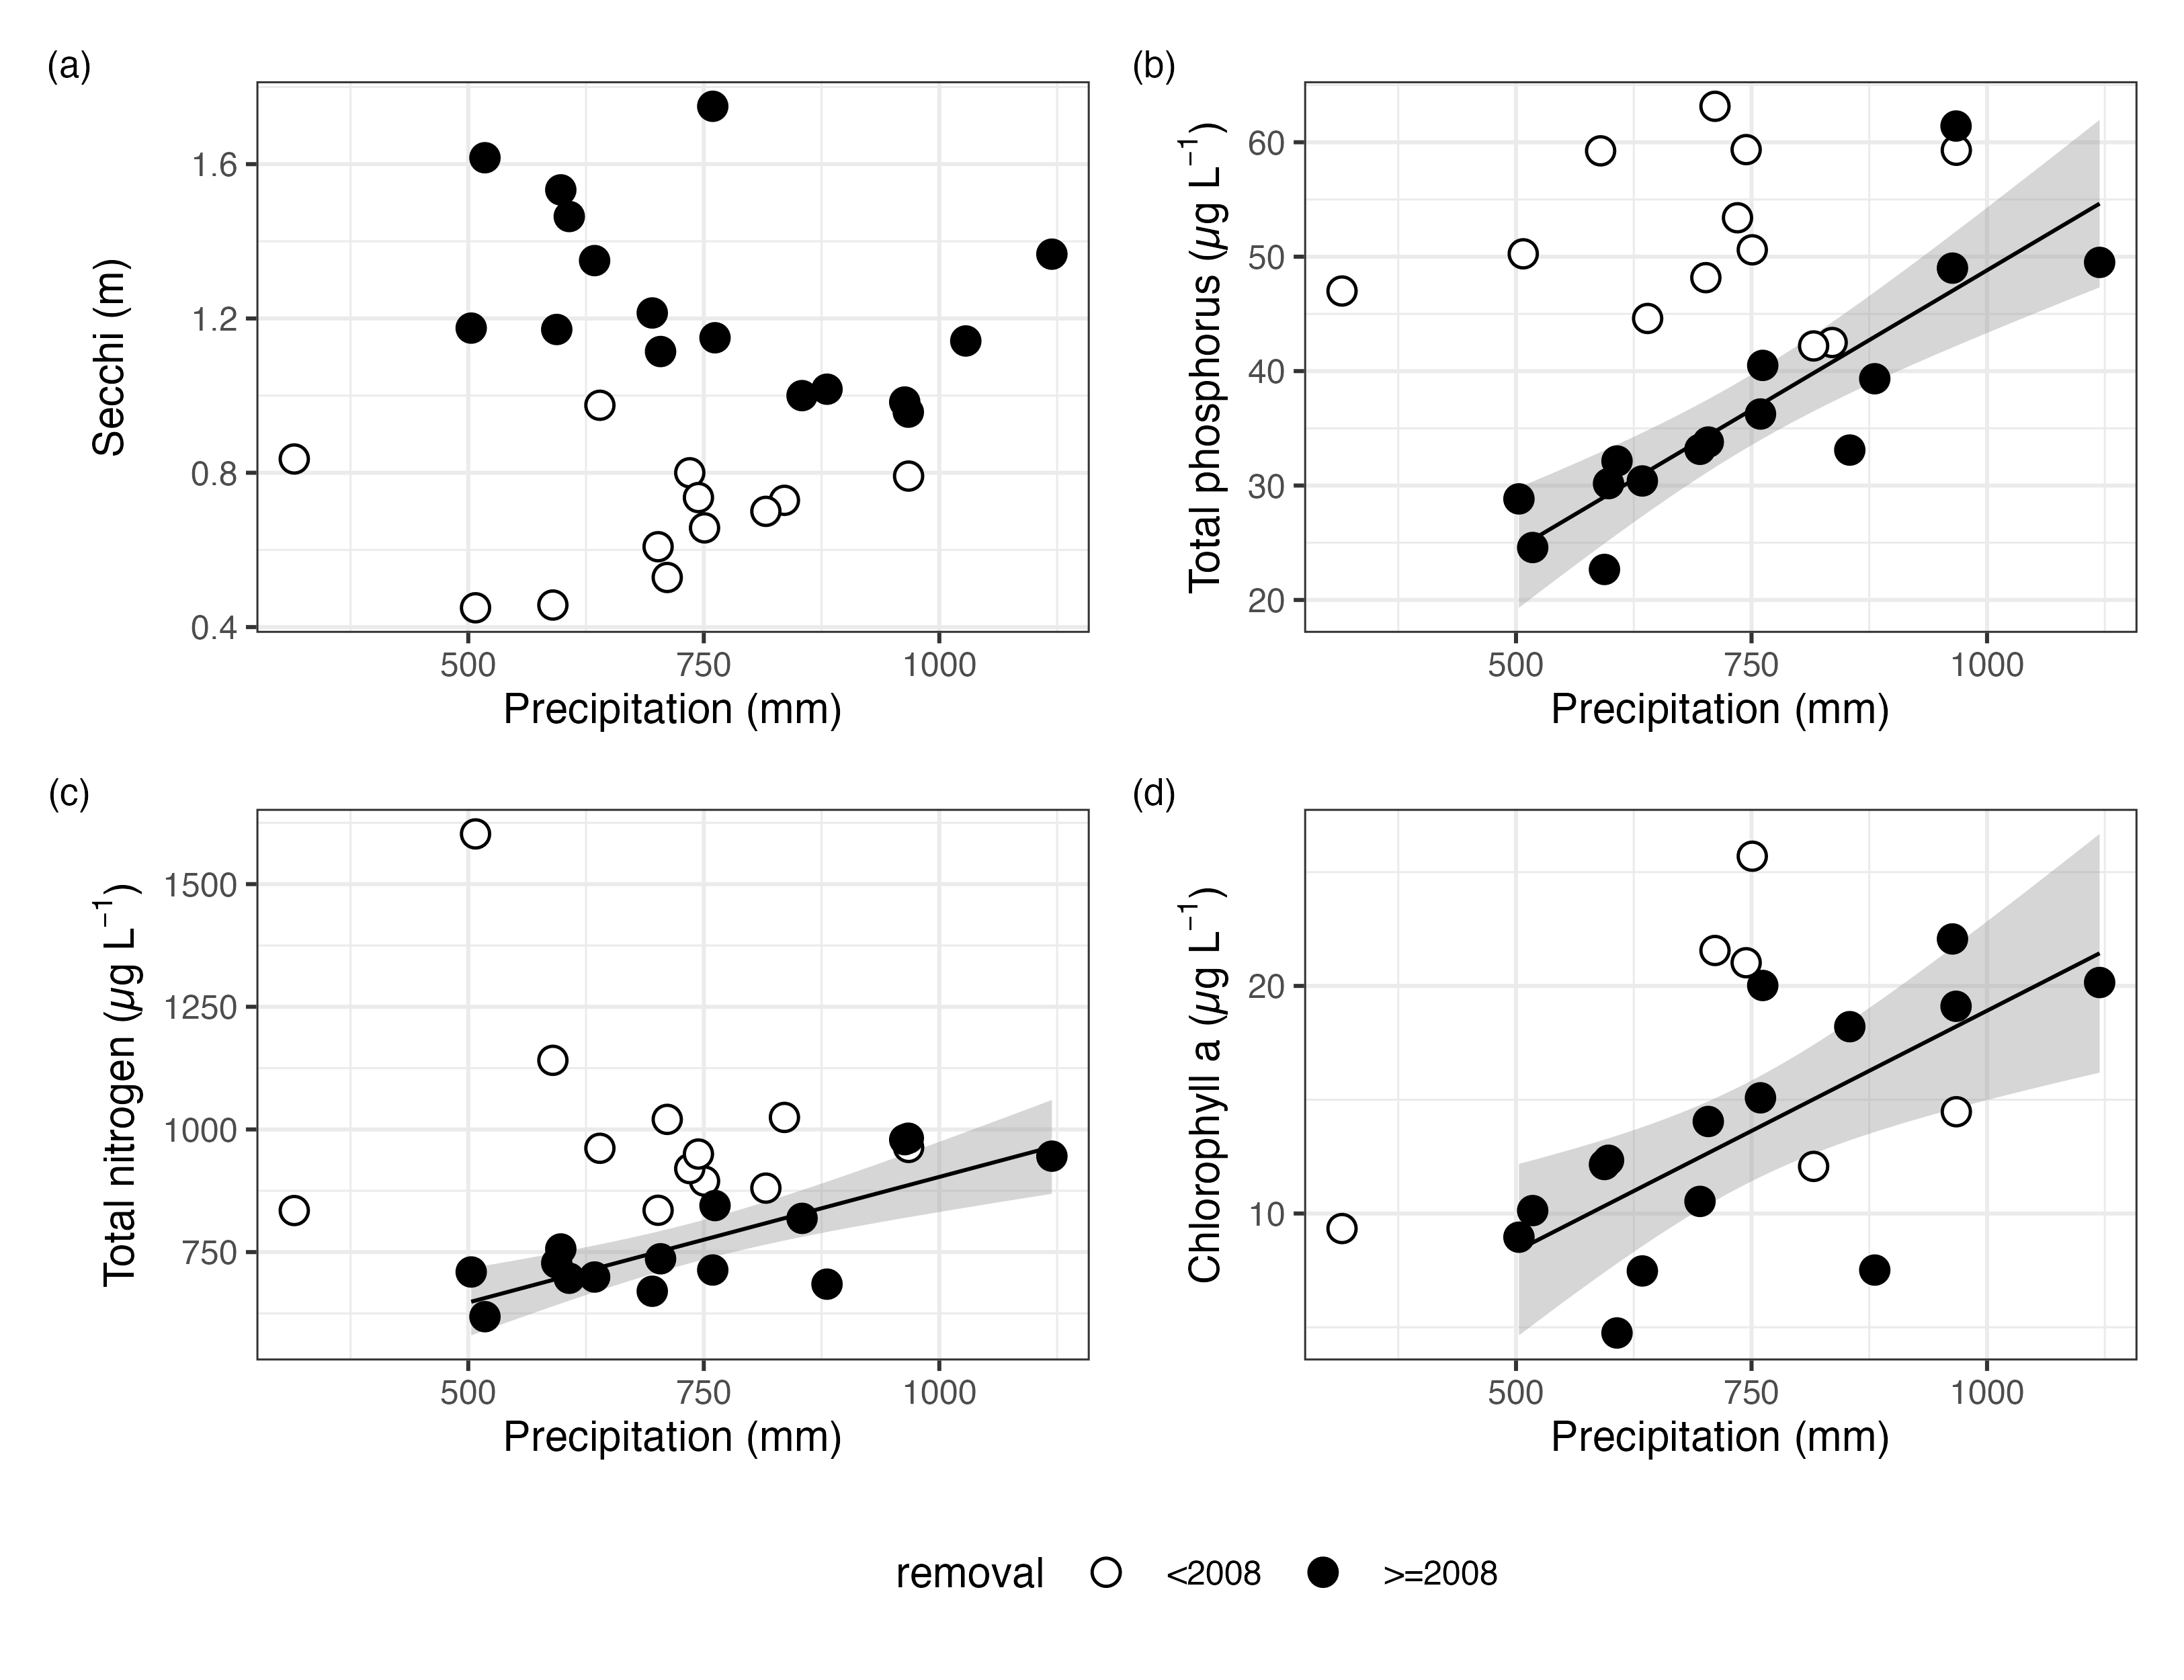 (a)
Secchi (m)
1.6
1.2
0.8
0.4
500 750 1000
Precipitation (mm)
(b)
Total phosphorus (µg L⁻¹)
60
50
40
30
20
500 750 1000
Precipitation (mm)
(c)
Total nitrogen (µg L⁻¹)
1500
1250
1000
750
500 750 1000
Precipitation (mm)
(d)
Chlorophyll a (µg L⁻¹)
20
10
500 750 1000
Precipitation (mm)
removal <2008 >=2008